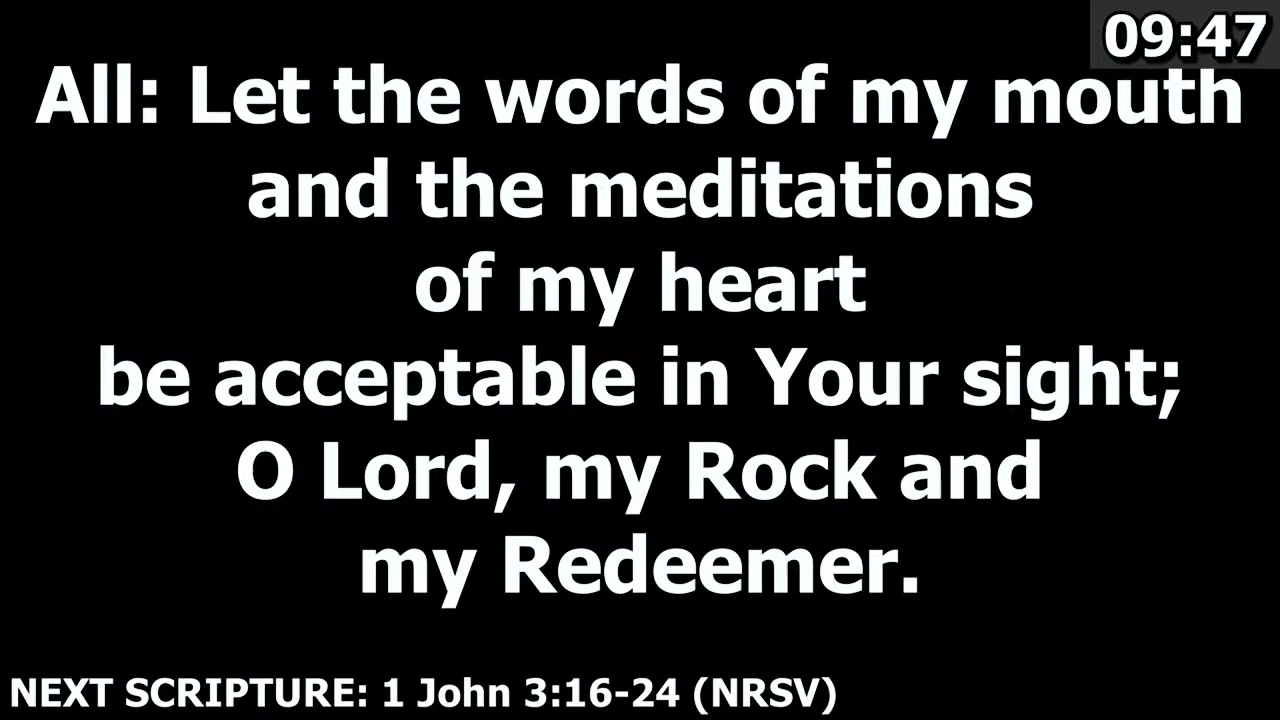 09:47
All: Let the words of my mouth
and the meditations
of my heart
be acceptable in Your sight;
O Lord, my Rock and
my Redeemer.
NEXT SCRIPTURE: 1 John 3:16-24 (NRSV)